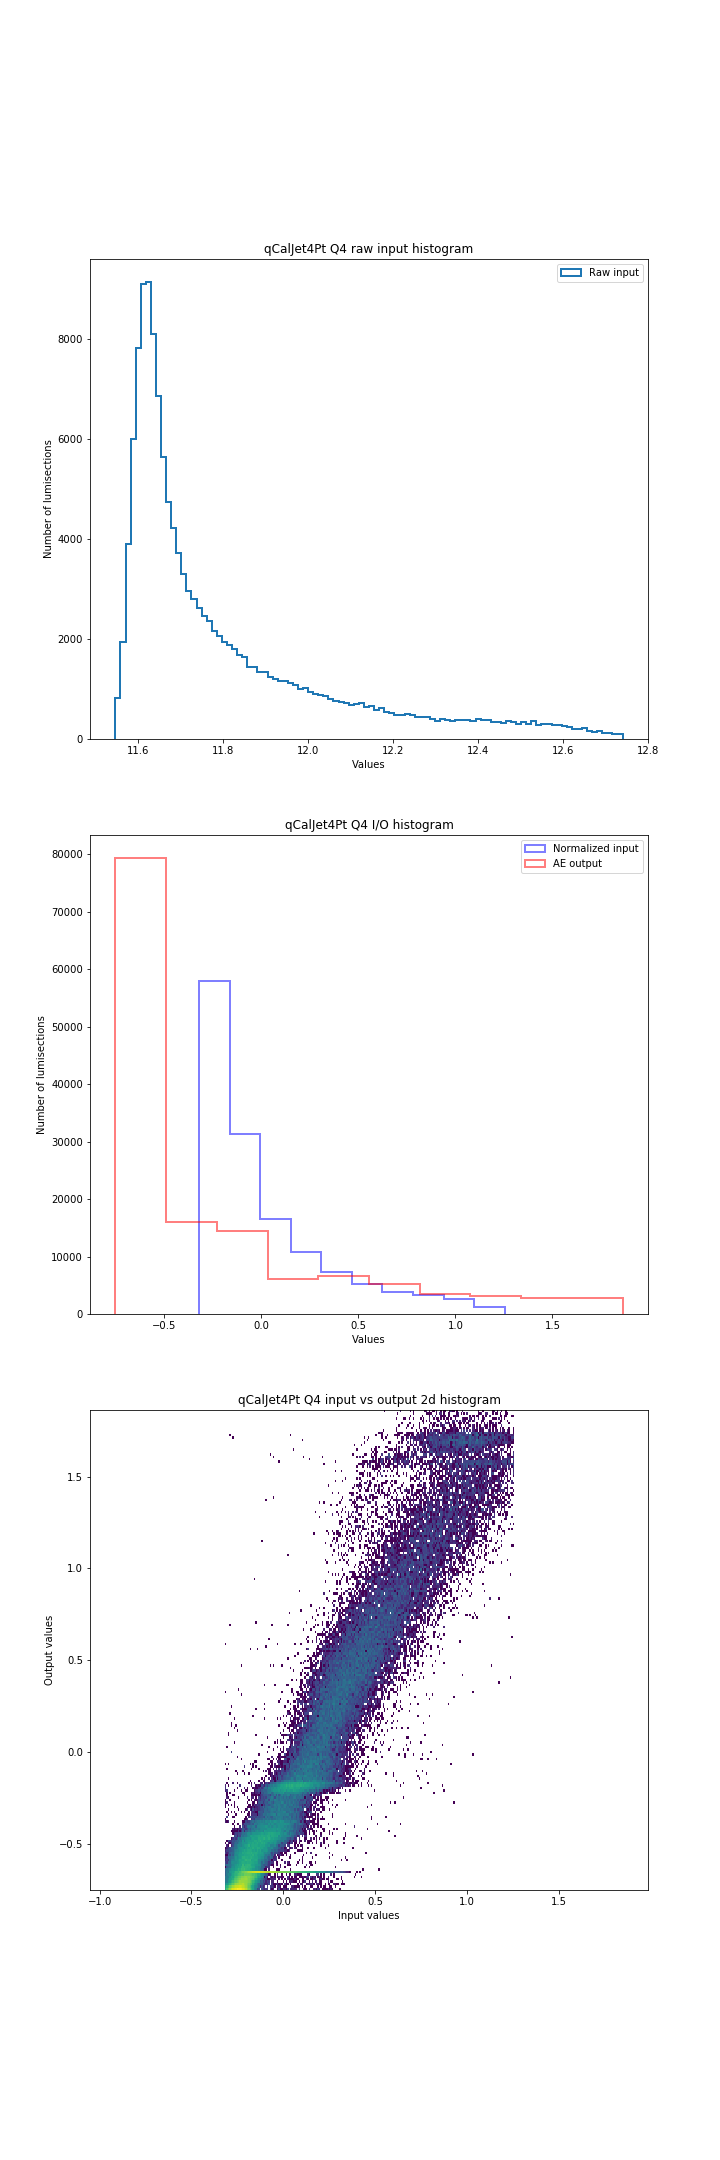 qCalJet4Pt Q4 raw input histogram
Raw input
8000
6000
4000
2000
0
Number of lumisections
11.6 11.8 12.0 12.2 12.4 12.6 12.8
Values
qCalJet4Pt Q4 I/O histogram
Normalized input
AE output
80000
70000
60000
50000
40000
30000
20000
10000
0
Number of lumisections
−0.5 0.0 0.5 1.0 1.5
Values
qCalJet4Pt Q4 input vs output 2d histogram
1.5
1.0
0.5
0.0
−0.5
Output values
−1.0 −0.5 0.0 0.5 1.0 1.5
Input values